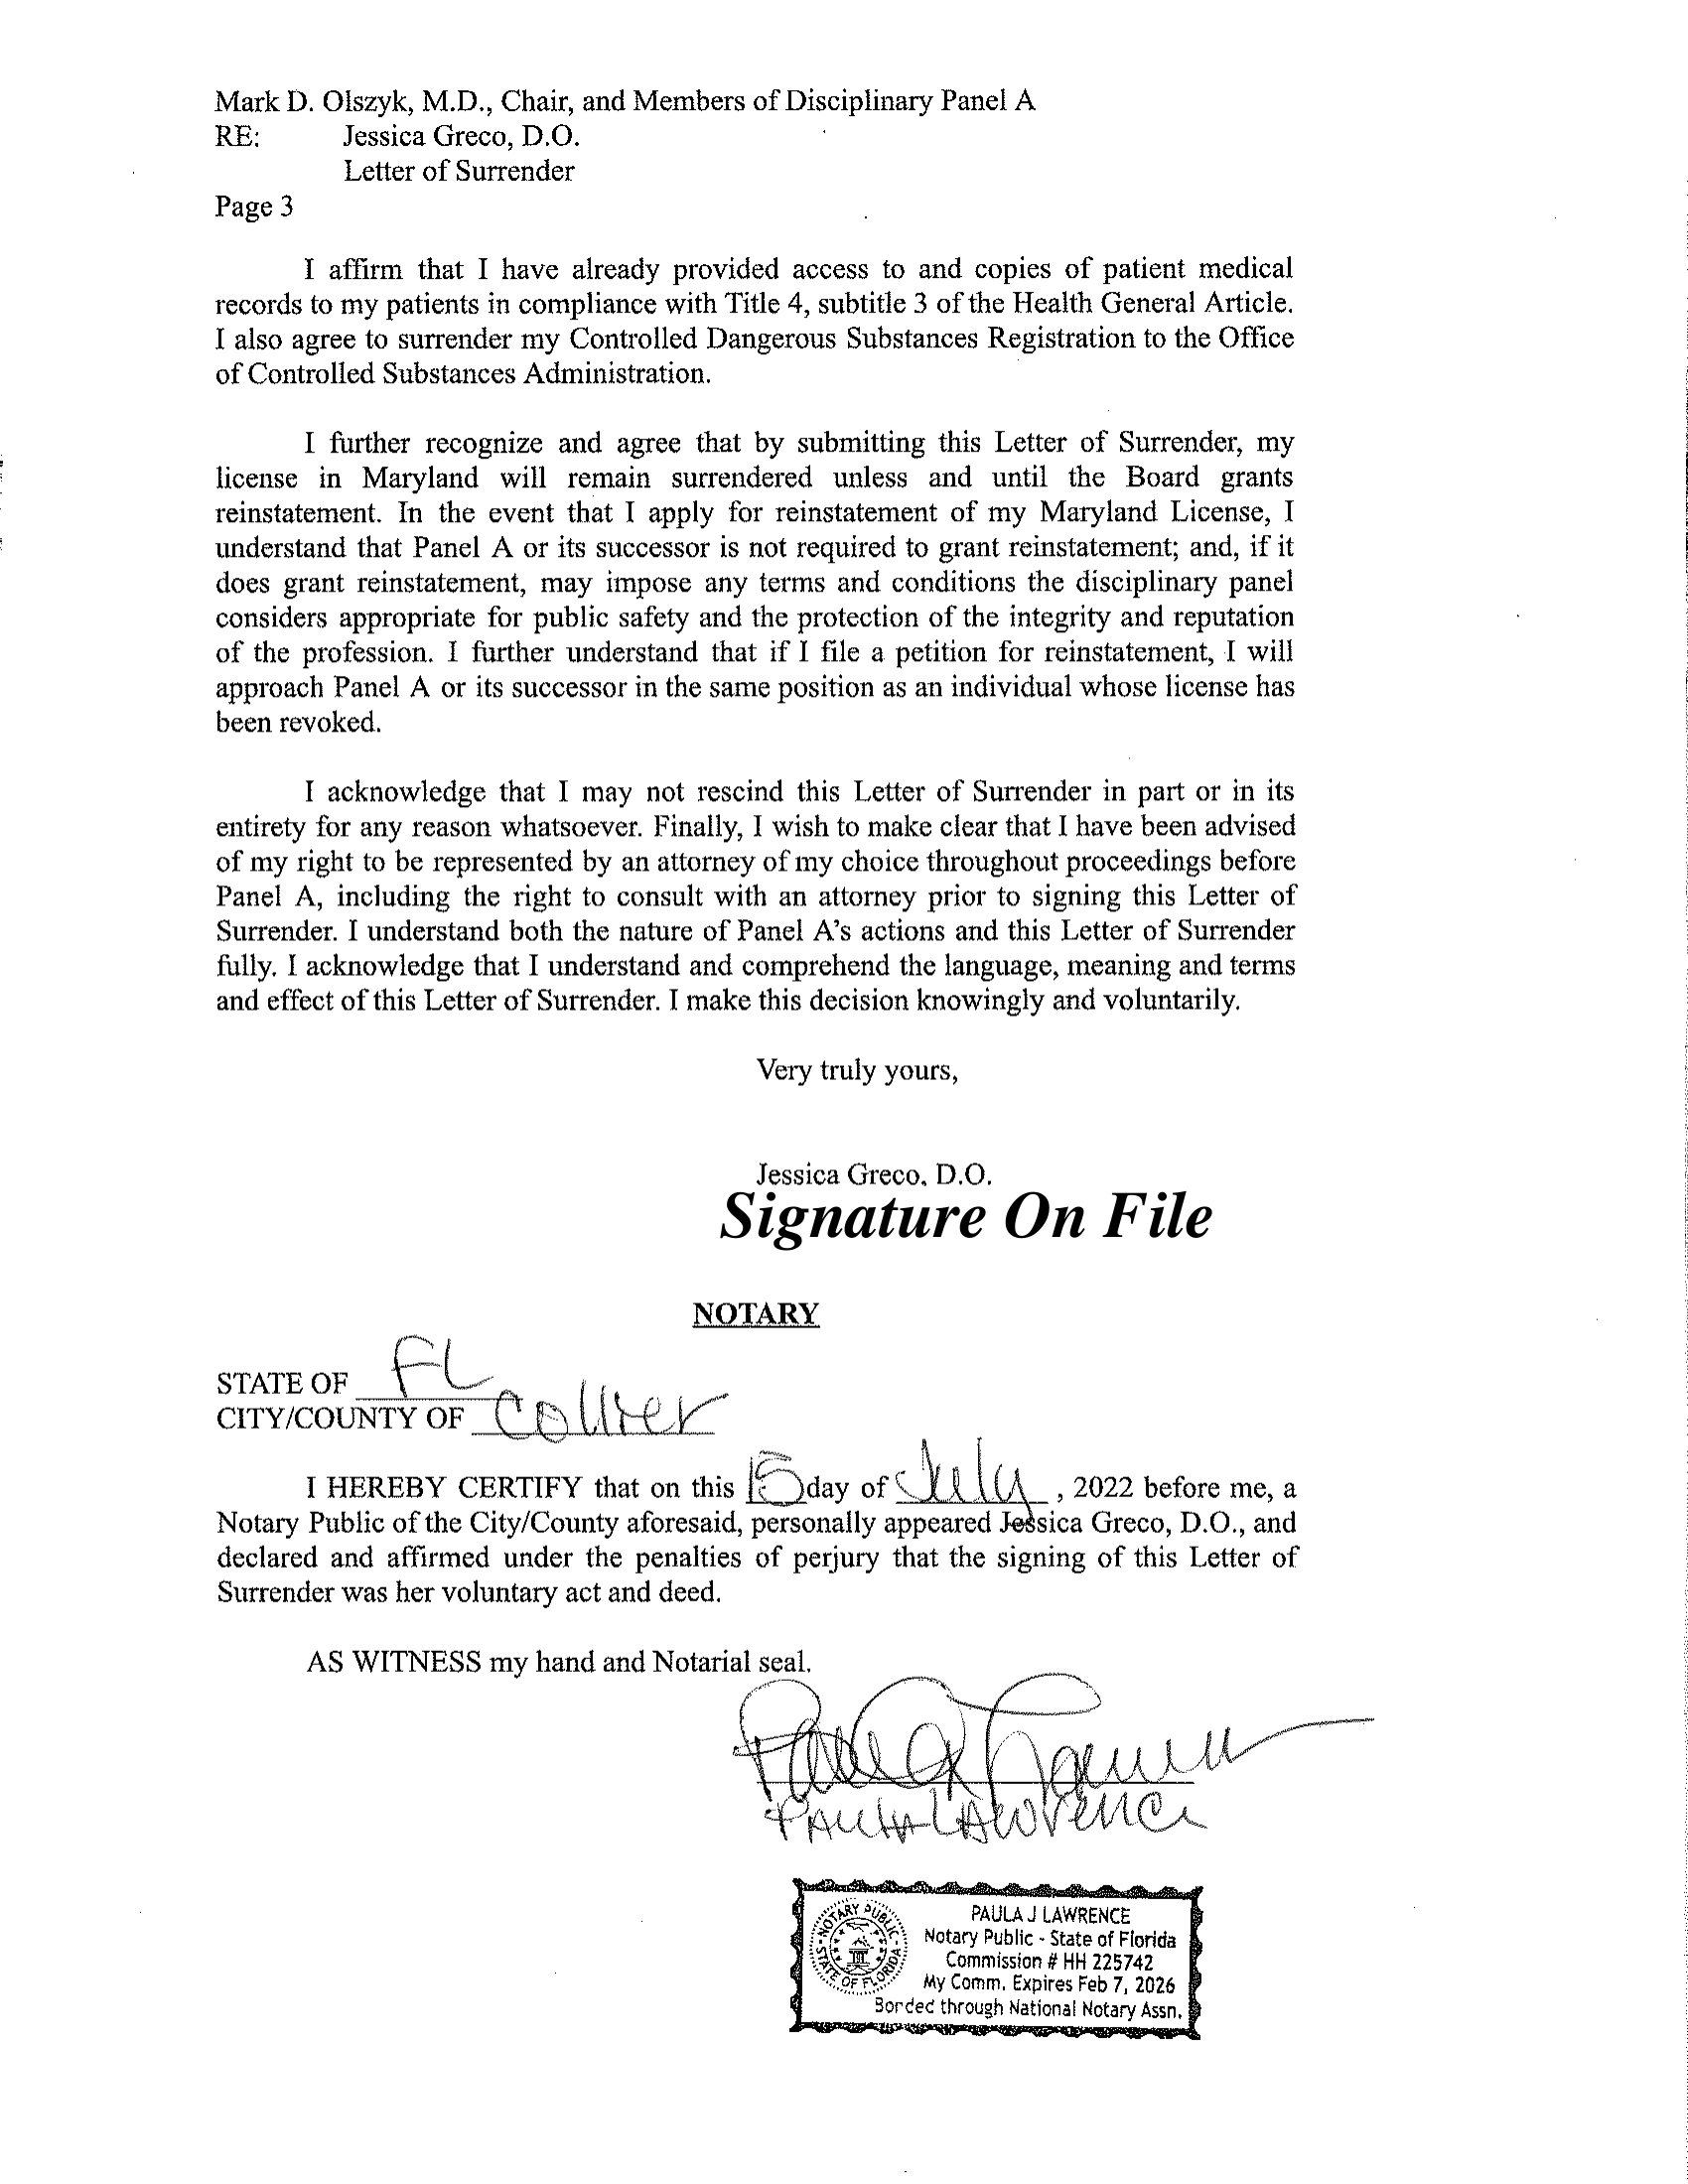 Mark D. Olszyk, M.D., Chair, and Members of Disciplinary Panel A
RE: Jessica Greco, D.O.
Letter of Surrender
Page 3
I affirm that I have already provided access to and copies of patient medical
records to my patients in compliance with Title 4, subtitle 3 of the Health General Article.
I also agree to surrender my Controlled Dangerous Substances Registration to the Office
of Controlled Substances Administration.
I further recognize and agree that by submitting this Letter of Surrender, my
license in Maryland will remain surrendered unless and until the Board grants
reinstatement. In the event that I apply for reinstatement of my Maryland License, I
understand that Panel A or its successor is not required to grant reinstatement; and, if it
does grant reinstatement, may impose any terms and conditions the disciplinary panel
considers appropriate for public safety and the protection of the integrity and reputation
of the profession. I further understand that if I file a petition for reinstatement, I will
approach Panel A or its successor in the same position as an individual whose license has
been revoked.
I acknowledge that I may not rescind this Letter of Surrender in part or in its
entirety for any reason whatsoever. Finally, I wish to make clear that I have been advised
of my right to be represented by an attorney of my choice throughout proceedings before
Panel A, including the right to consult with an attorney prior to signing this Letter of
Surrender. I understand both the nature of Panel A's actions and this Letter of Surrender
fully. I acknowledge that I understand and comprehend the language, meaning and terms
and effect of this Letter of Surrender. I make this decision knowingly and voluntarily.
Very truly yours,
Jessica Greco, D.O.
Signature On File
NOTARY
STATE OF FL
CITY/COUNTY OF Collier
I HEREBY CERTIFY that on this 15 day of July, 2022 before me, a
Notary Public of the City/County aforesaid, personally appeared Jessica Greco, D.O., and
declared and affirmed under the penalties of perjury that the signing of this Letter of
Surrender was her voluntary act and deed.
AS WITNESS my hand and Notarial seal.
PAULA LAWRENCE
NOTARY PUBLIC
STATE OF FLORIDA
PAULA J LAWRENCE
Notary Public - State of Florida
Commission # HH 225742
My Comm. Expires Feb 7, 2026
Bonded through National Notary Assn.